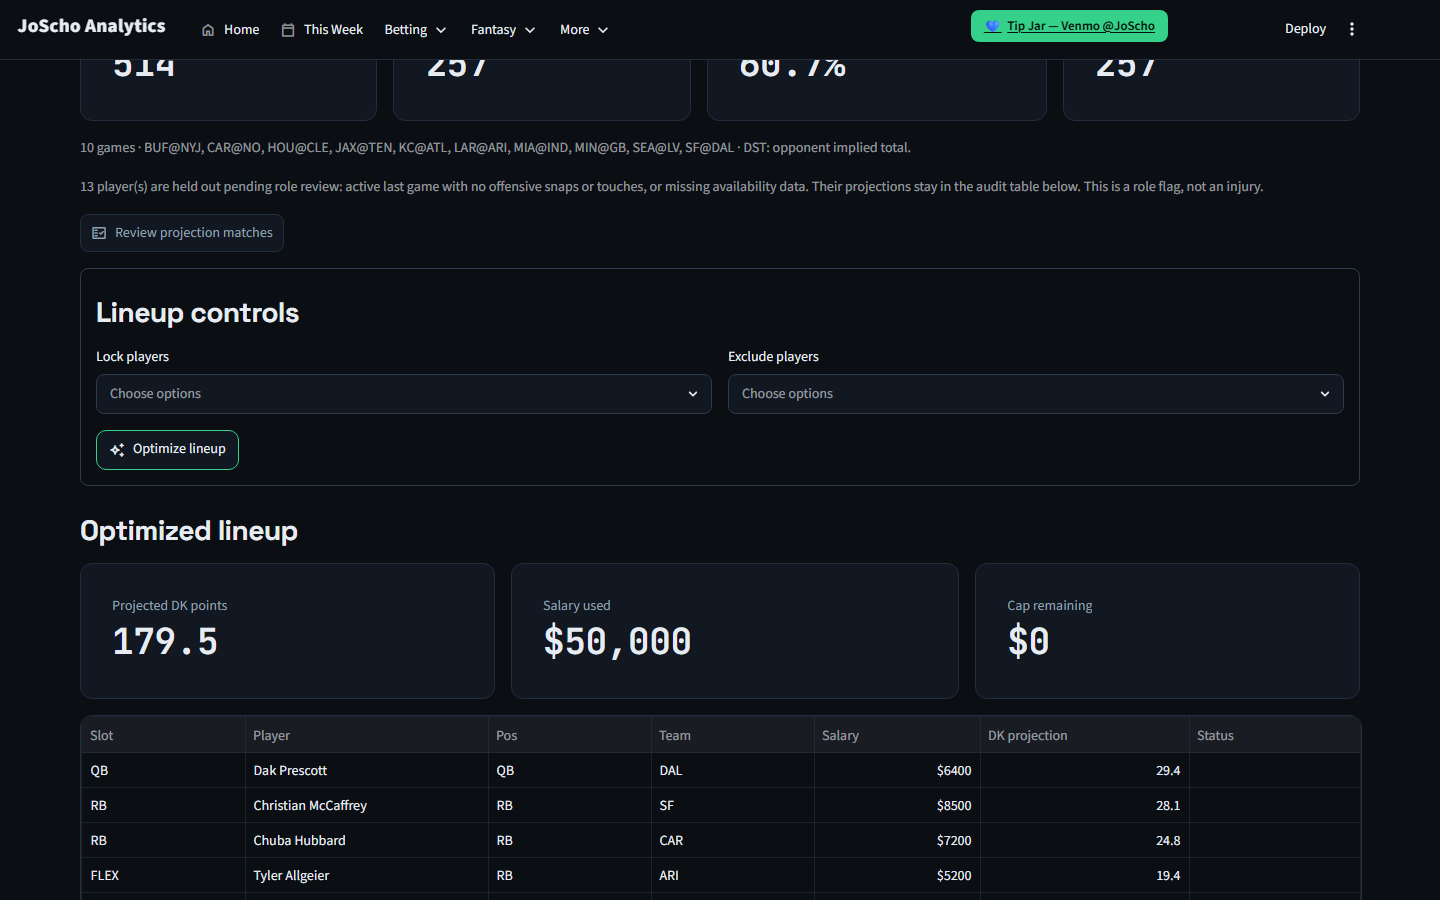 JoScho Analytics
Home
This Week
Betting
Fantasy
More
💙 Tip Jar — Venmo @JoScho
Deploy
514
257
60.7%
257
10 games · BUF@NYJ, CAR@NO, HOU@CLE, JAX@TEN, KC@ATL, LAR@ARI, MIA@IND, MIN@GB, SEA@LV, SF@DAL · DST: opponent implied total.
13 player(s) are held out pending role review: active last game with no offensive snaps or touches, or missing availability data. Their projections stay in the audit table below. This is a role flag, not an injury.
Review projection matches
Lineup controls
Lock players
Exclude players
Choose options
Choose options
Optimize lineup
Optimized lineup
Projected DK points
Salary used
Cap remaining
179.5
$50,000
$0
Slot Player Pos Team Salary DK projection Status
QB Dak Prescott QB DAL $6400 29.4
RB Christian McCaffrey RB SF $8500 28.1
RB Chuba Hubbard RB CAR $7200 24.8
FLEX Tyler Allgeier RB ARI $5200 19.4